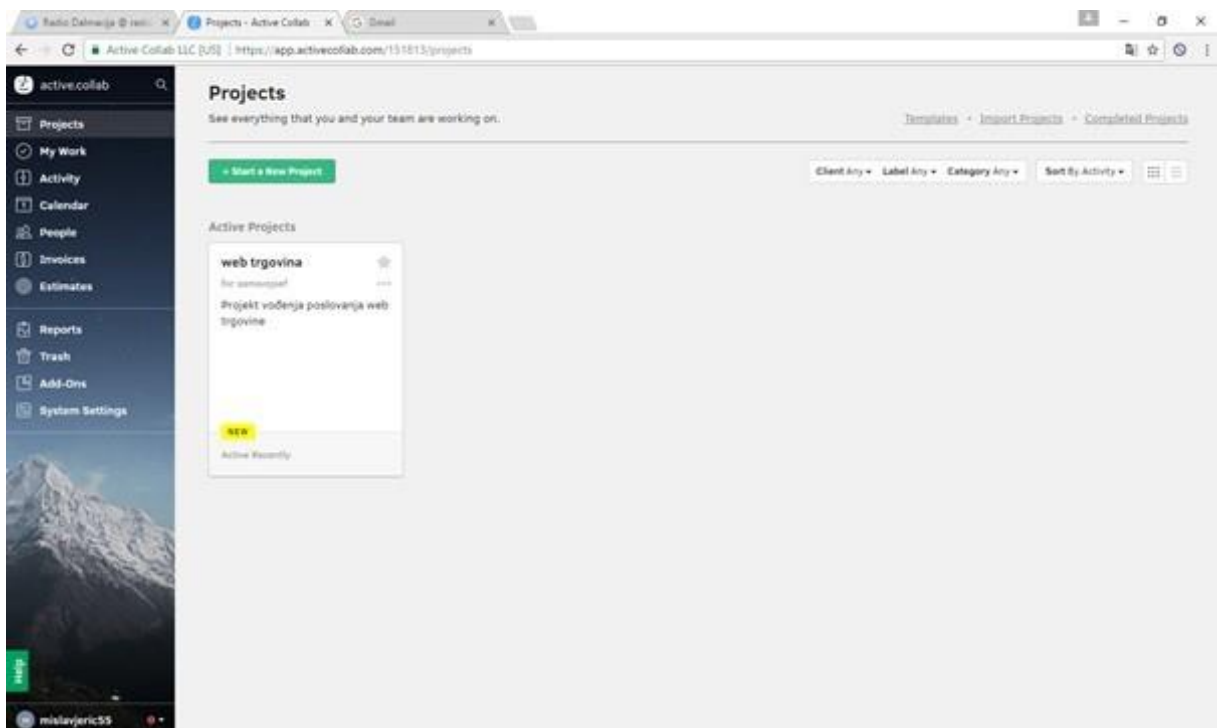 Radio Dalmacija @
Projects - Active Collab
Gmail
Active Collab LLC [US] | https://app.activecollab.com/151813/projects
active.collab
Projects
My Work
Activity
Calendar
People
Invoices
Estimates
Reports
Trash
Add-Ons
System Settings
Help
mislavjeric55
Projects
See everything that you and your team are working on.
Templates · Import Projects · Completed Projects
+ Start a New Project
Client Any Label Any Category Any Sort By Activity
Active Projects
web trgovina
for
Projekt vođenja poslovanja web
trgovine
NEW
Active Recently